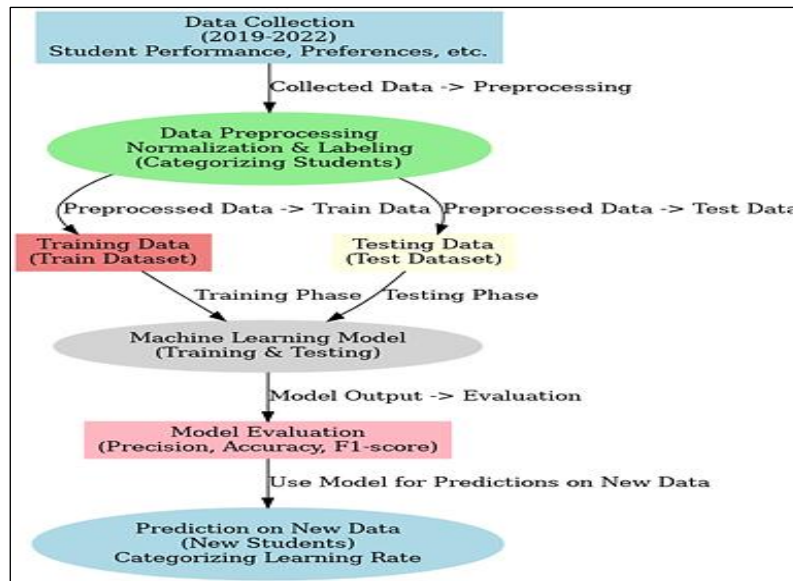 Data Collection
(2019-2022)
Student Performance, Preferences, etc.
Collected Data -> Preprocessing
Data Preprocessing
Normalization & Labeling
(Categorizing Students)
Preprocessed Data -> Train Data
Preprocessed Data -> Test Data
Training Data
(Train Dataset)
Testing Data
(Test Dataset)
Training Phase
Testing Phase
Machine Learning Model
(Training & Testing)
Model Output -> Evaluation
Model Evaluation
(Precision, Accuracy, F1-score)
Use Model for Predictions on New Data
Prediction on New Data
(New Students)
Categorizing Learning Rate